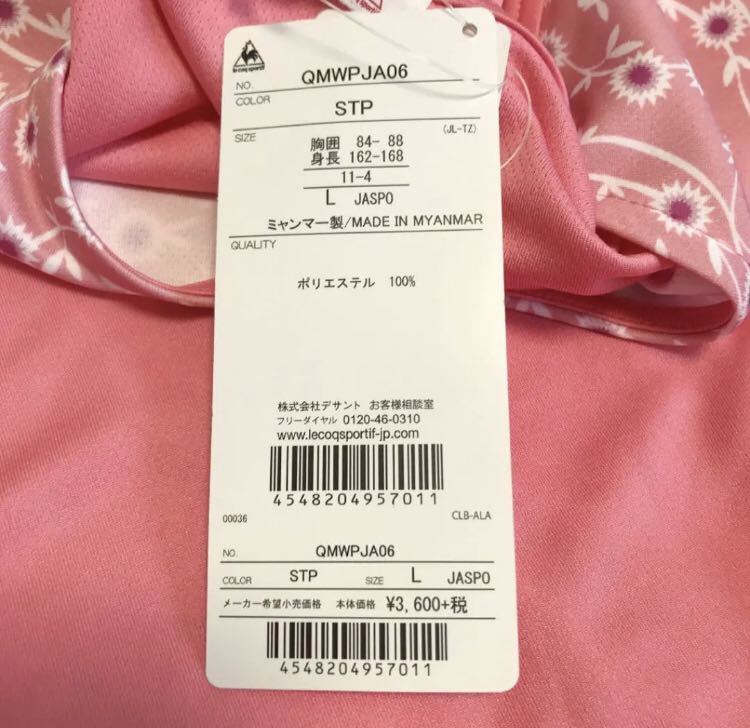 le coq sportif
NO. QMWPJA06
COLOR STP
SIZE (JL-TZ)
胸囲 84- 88
身長 162-168
11-4
L JASPO
ミャンマー製/MADE IN MYANMAR
QUALITY
ポリエステル 100%
株式会社デサント お客様相談室
フリーダイヤル 0120-46-0310
www.lecoqsportif-jp.com
4548204957011
00036 CLB-ALA
NO. QMWPJA06
COLOR STP SIZE L JASPO
メーカー希望小売価格 本体価格 ¥3,600+税
4548204957011